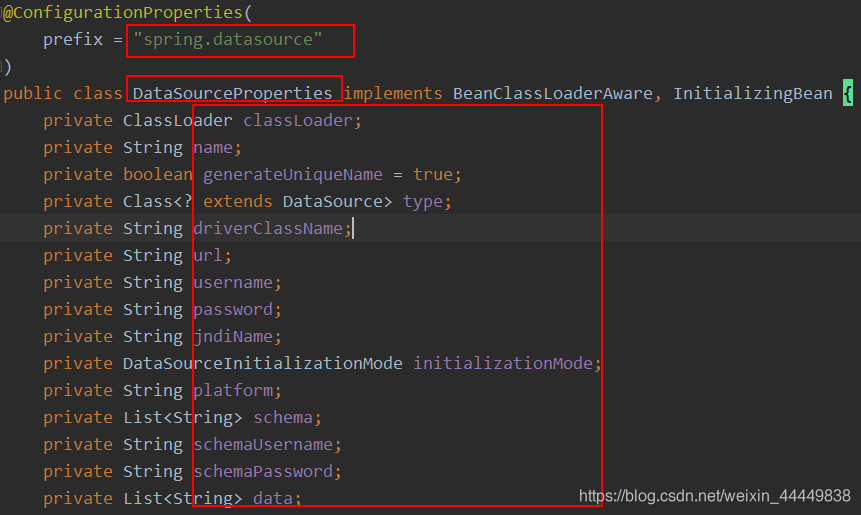 @ConfigurationProperties(
prefix = "spring.datasource"
)
public class DataSourceProperties implements BeanClassLoaderAware, InitializingBean {
private ClassLoader classLoader;
private String name;
private boolean generateUniqueName = true;
private Class<? extends DataSource> type;
private String driverClassName;
private String url;
private String username;
private String password;
private String jndiName;
private DataSourceInitializationMode initializationMode;
private String platform;
private List<String> schema;
private String schemaUsername;
private String schemaPassword;
private List<String> data;
https://blog.csdn.net/weixin_44449838